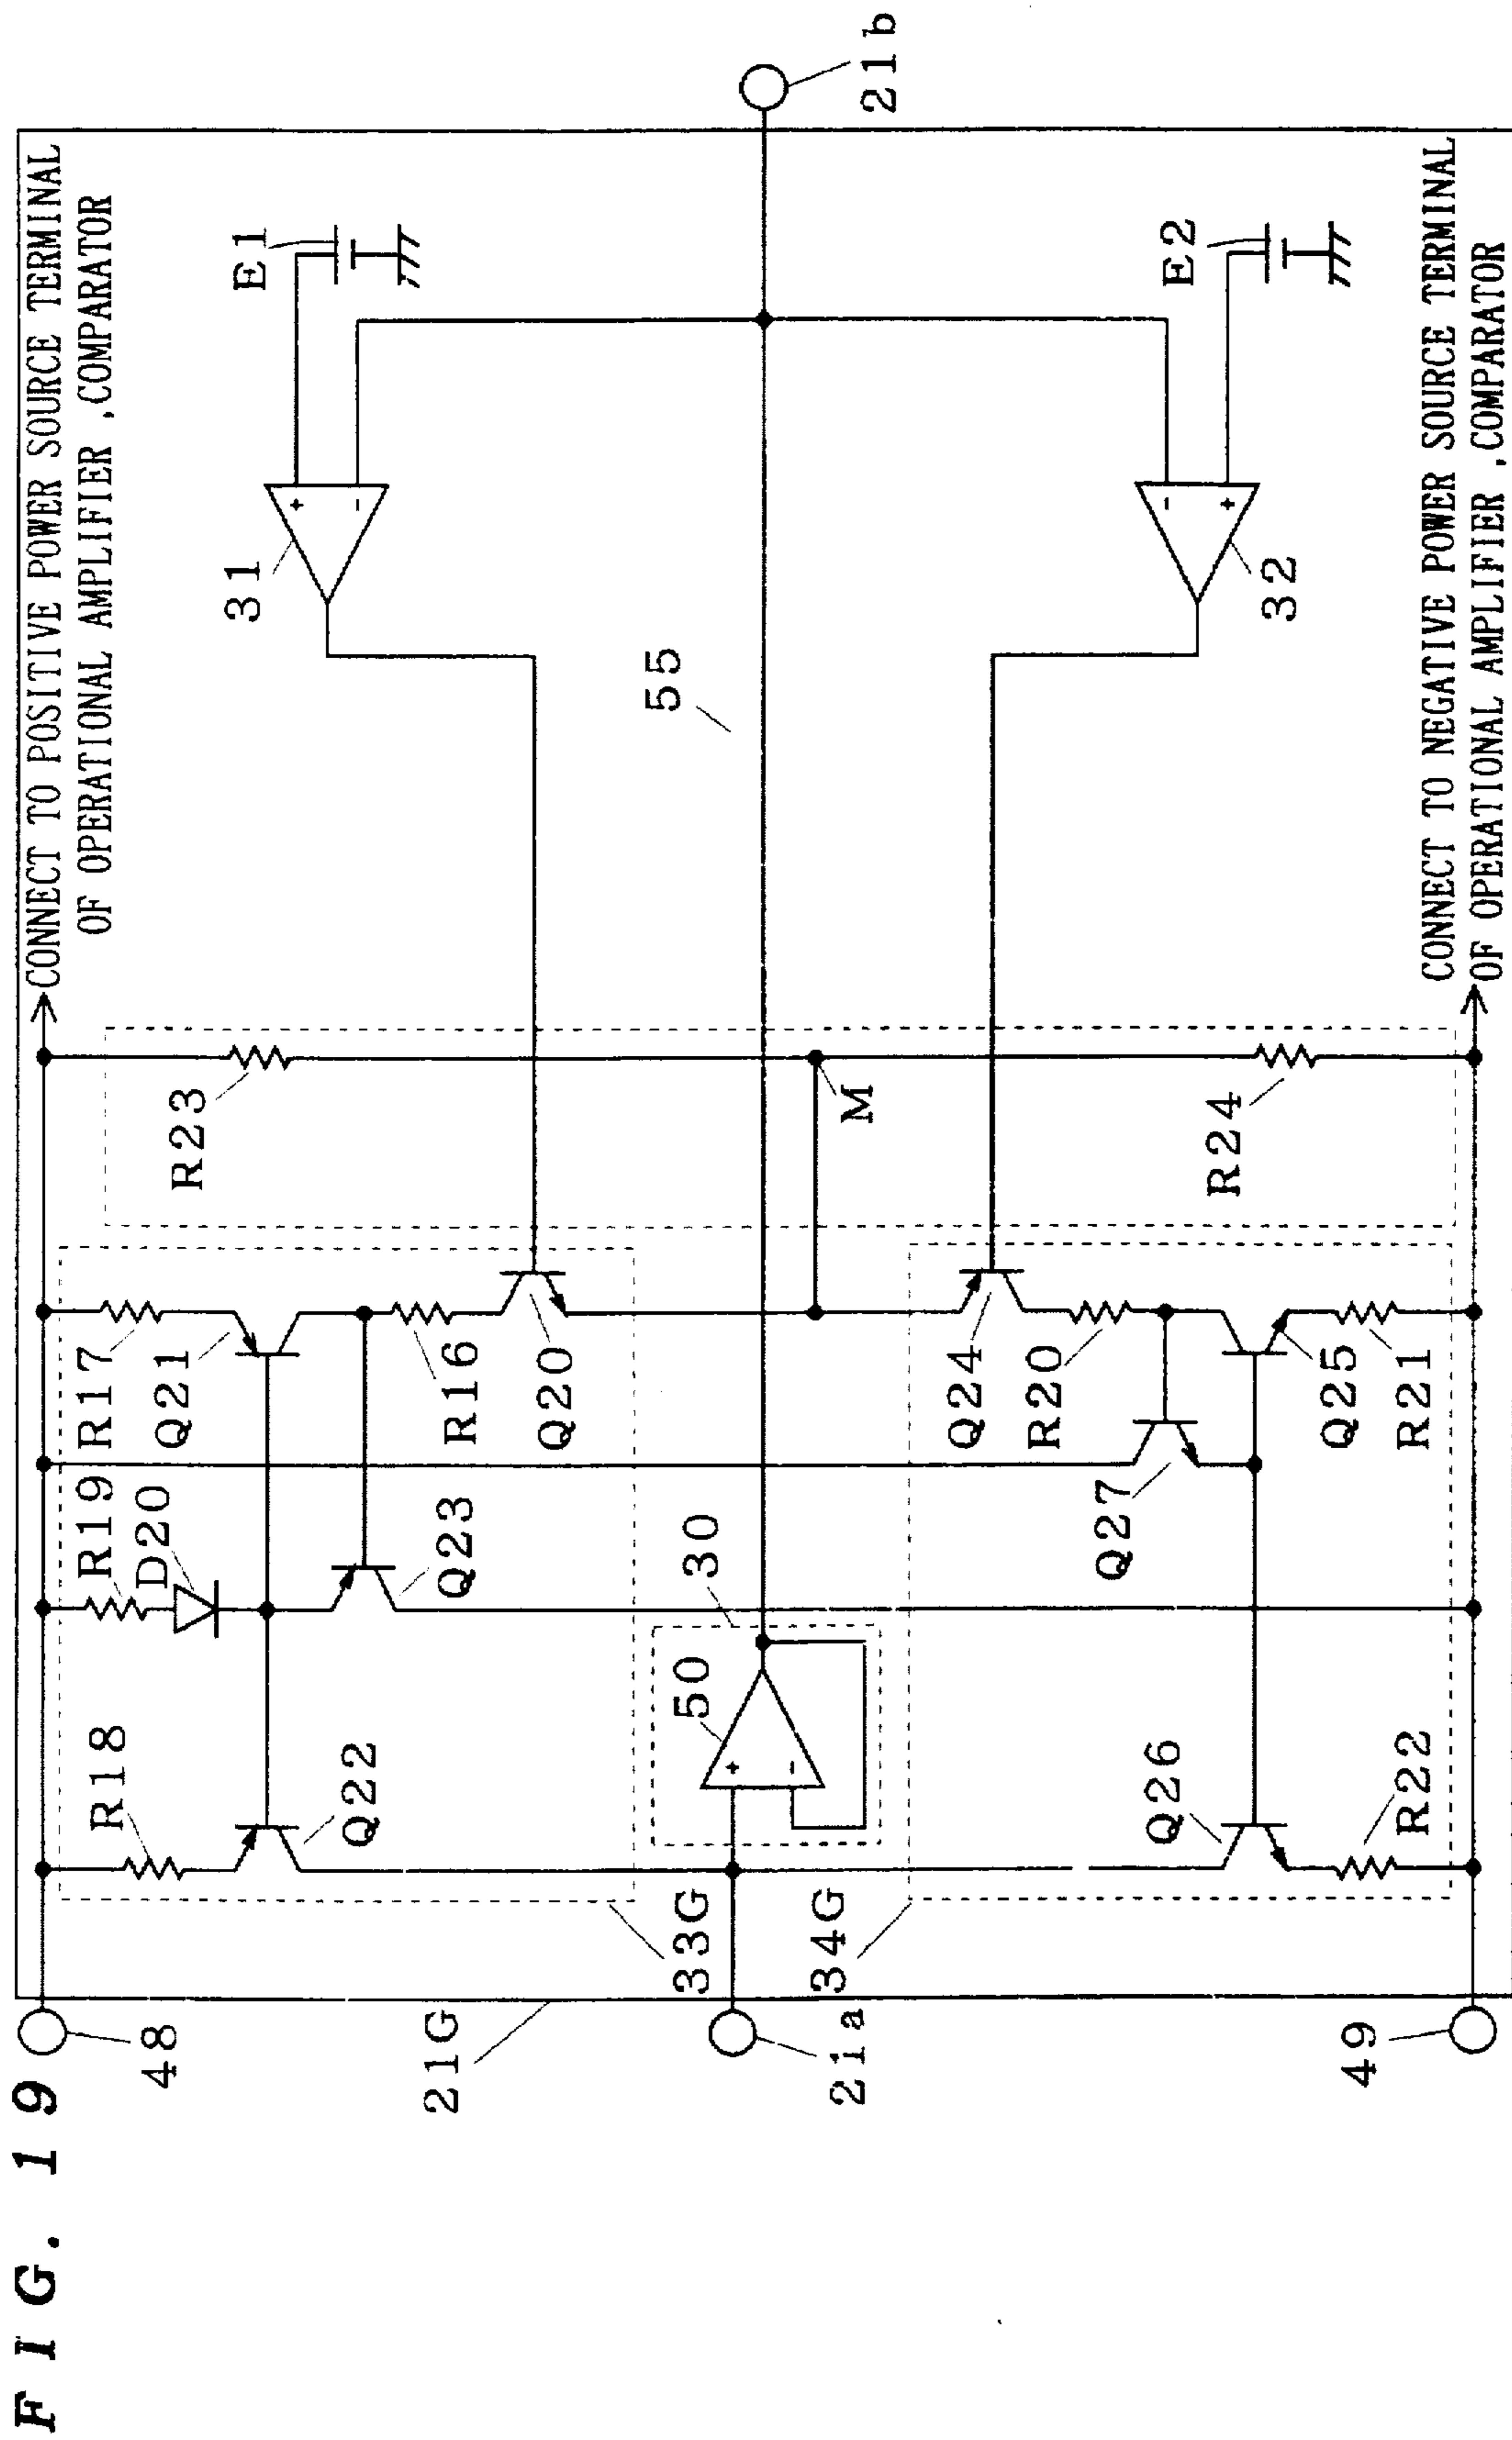 FIG. 19
48
21G
21a
49
R18
Q22
33G
34G
R19
D20
Q23
50
30
Q26
R22
R17
Q21
R16
Q20
Q24
R20
Q27
Q25
R21
R23
M
R24
CONNECT TO POSITIVE POWER SOURCE TERMINAL
OF OPERATIONAL AMPLIFIER ,COMPARATOR
31
+
-
E1
55
32
-
+
E2
+
-
21b
CONNECT TO NEGATIVE POWER SOURCE TERMINAL
OF OPERATIONAL AMPLIFIER ,COMPARATOR